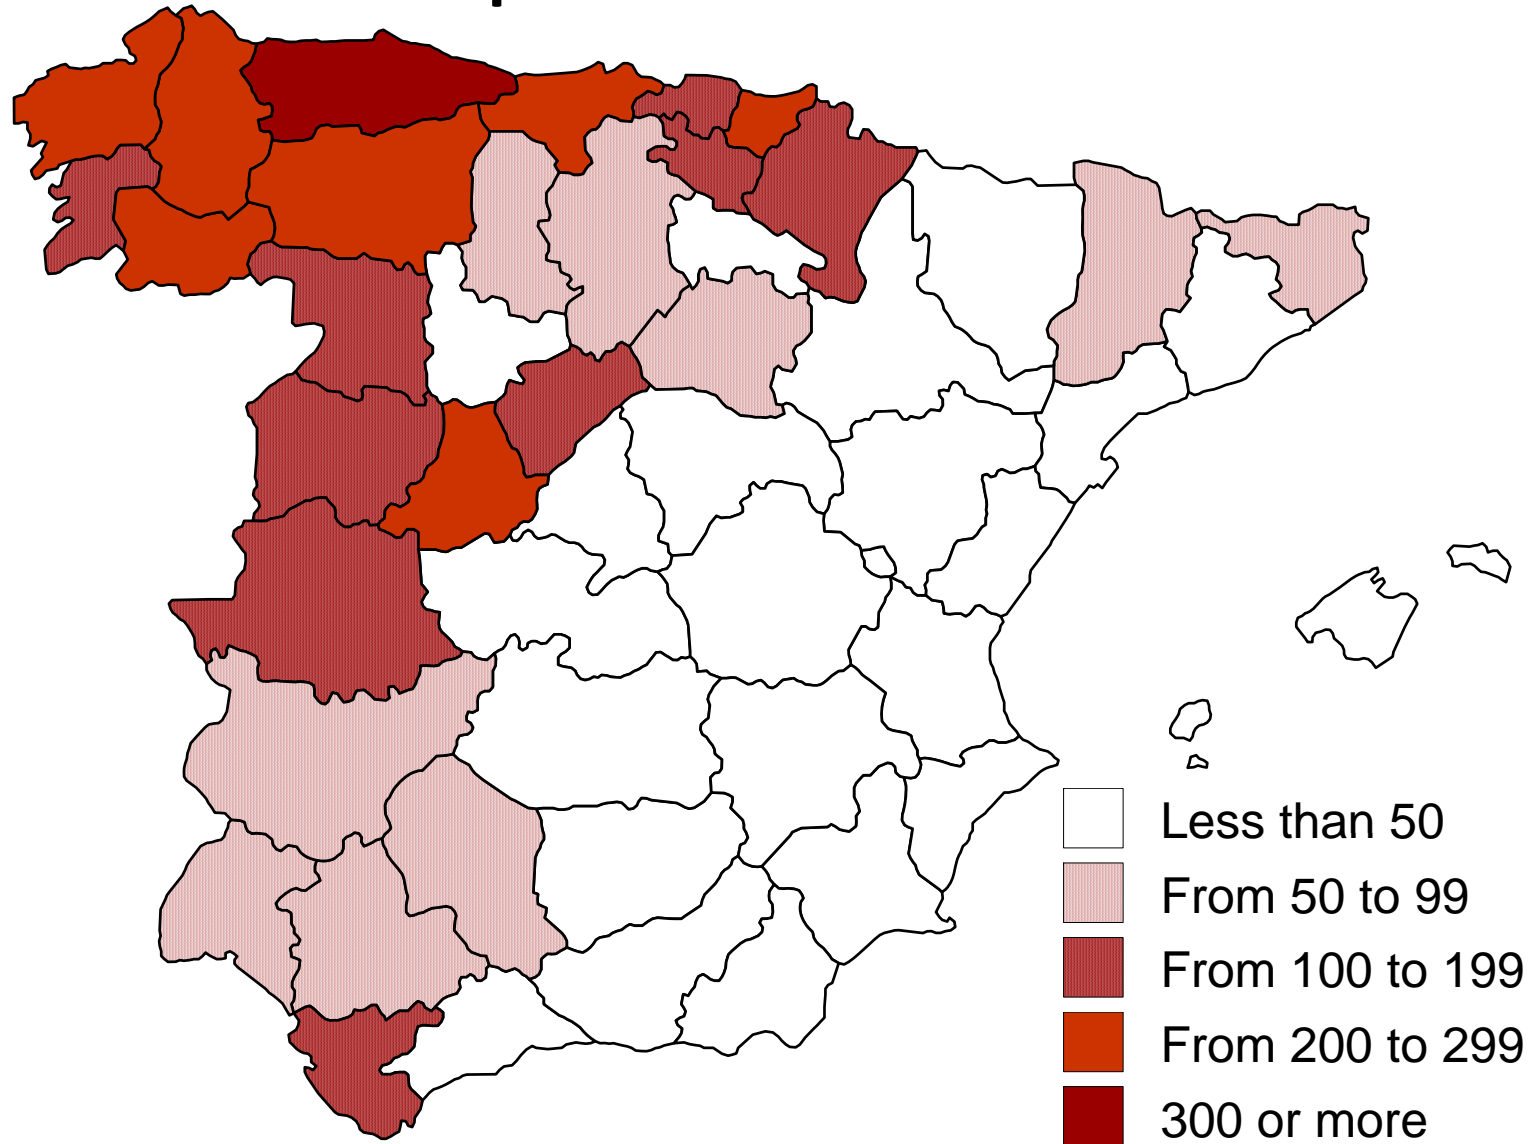 Less than 50
From 50 to 99
From 100 to 199
From 200 to 299
300 or more